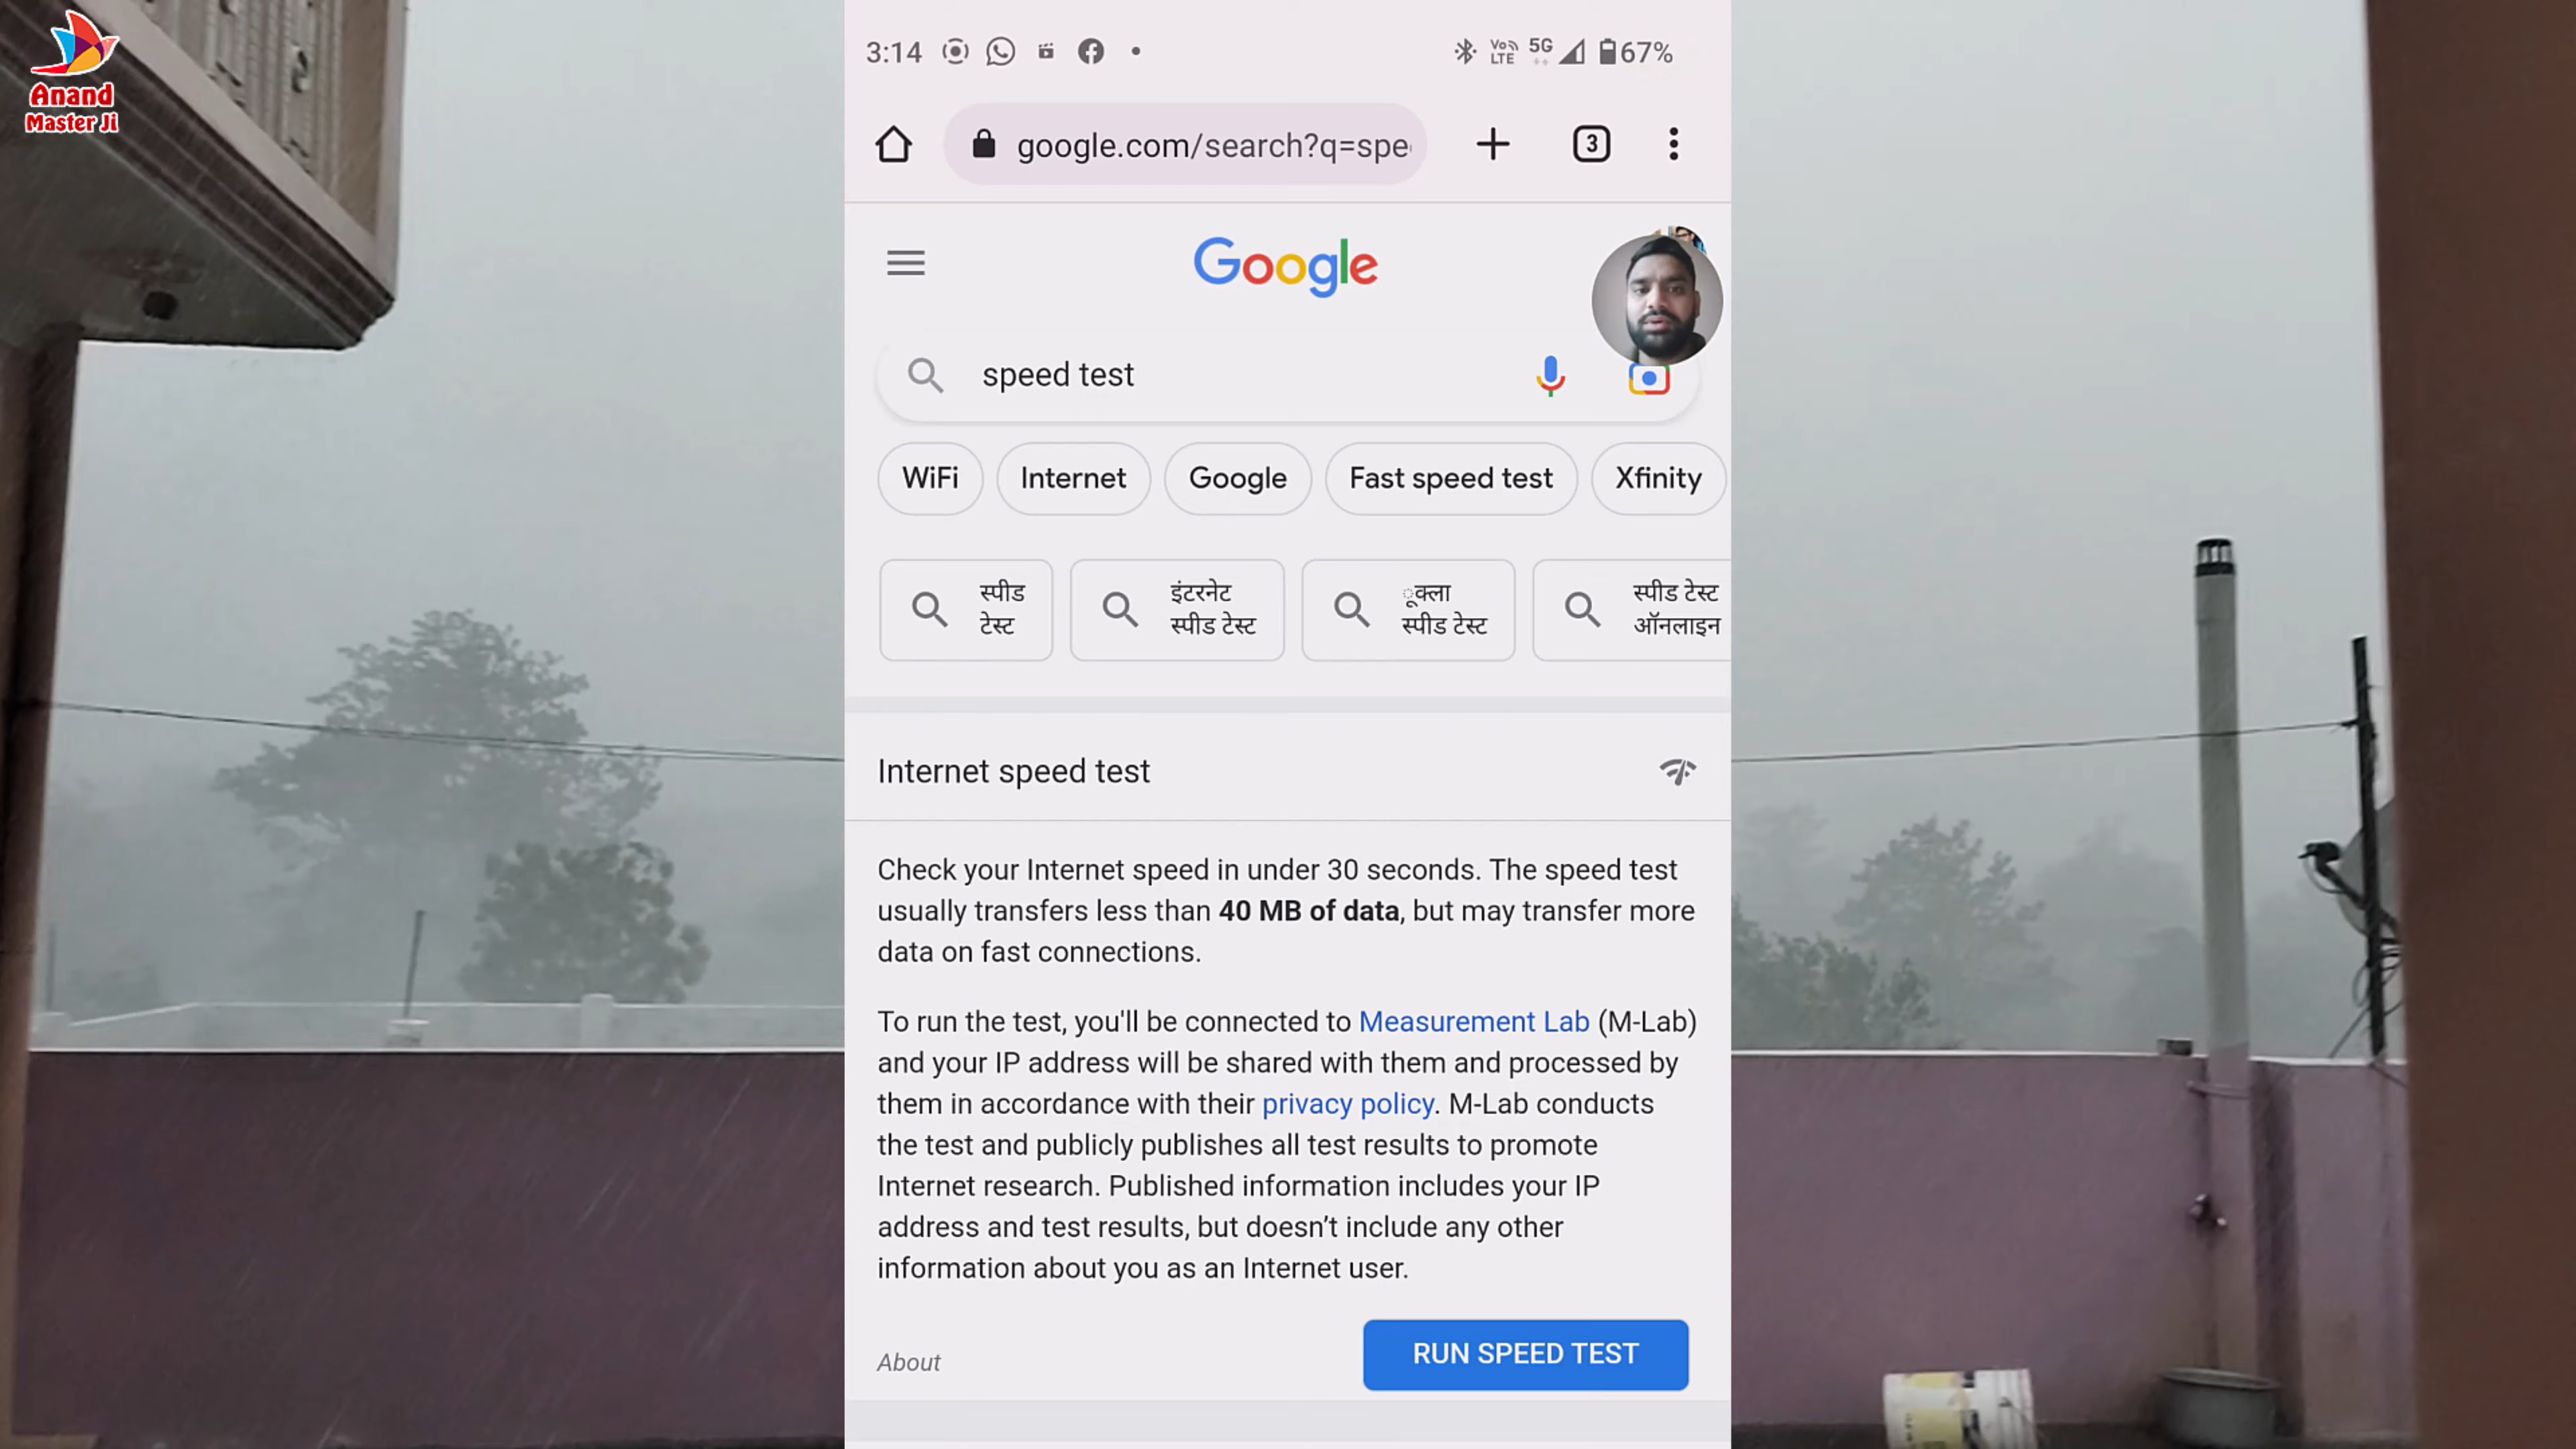 Anand
Master Ji
3:14
Vo LTE 5G 67%
google.com/search?q=spe
3
Google
speed test
WiFi
Internet
Google
Fast speed test
Xfinity
स्पीड
टेस्ट
इंटरनेट
स्पीड टेस्ट
ूक्ला
स्पीड टेस्ट
स्पीड टेस्ट
ऑनलाइन
Internet speed test
Check your Internet speed in under 30 seconds. The speed test
usually transfers less than 40 MB of data, but may transfer more
data on fast connections.
To run the test, you'll be connected to Measurement Lab (M-Lab)
and your IP address will be shared with them and processed by
them in accordance with their privacy policy. M-Lab conducts
the test and publicly publishes all test results to promote
Internet research. Published information includes your IP
address and test results, but doesn’t include any other
information about you as an Internet user.
About
RUN SPEED TEST